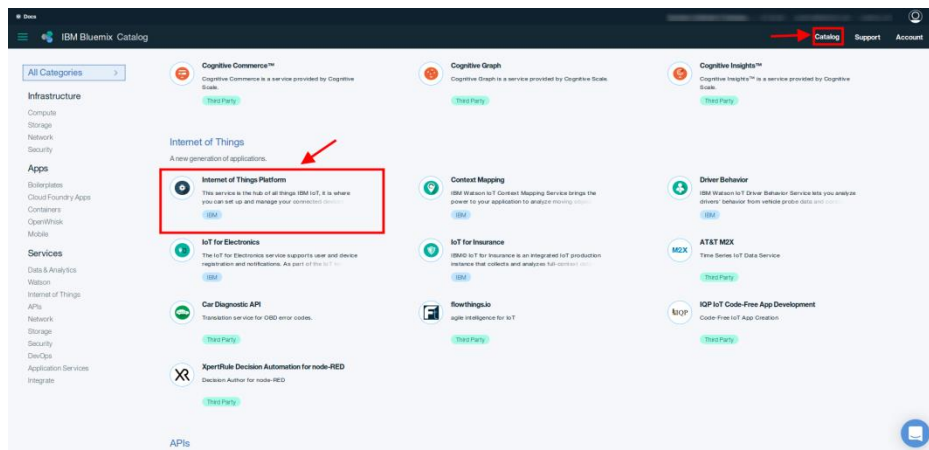 Docs
IBM Bluemix Catalog
Catalog
Support
Account
All Categories >
Infrastructure
Compute
Storage
Network
Security
Apps
Boilerplates
Cloud Foundry Apps
Containers
OpenWhisk
Mobile
Services
Data & Analytics
Watson
Internet of Things
APIs
Network
Storage
Security
DevOps
Application Services
Integrate
Cognitive Commerce™
Cognitive Commerce is a service provided by Cognitive
Scale.
Third Party
Cognitive Graph
Cognitive Graph is a service provided by Cognitive Scale.
Third Party
Cognitive Insights™
Cognitive Insights™ is a service provided by Cognitive
Scale.
Third Party
Internet of Things
A new generation of applications.
Internet of Things Platform
This service is the hub of all things IBM IoT, it is where
you can set up and manage your connected
IBM
Context Mapping
IBM Watson IoT Context Mapping Service brings the
power to your application to analyze moving
IBM
Driver Behavior
IBM Watson IoT Driver Behavior Service lets you analyze
drivers' behavior from vehicle probe data and
IBM
IoT for Electronics
The IoT for Electronics service supports user and device
registration and notifications. As part of the
IBM
IoT for Insurance
IBM® IoT for Insurance is an integrated IoT production
instance that collects and analyzes
IBM
M2X
AT&T M2X
Time Series IoT Data Service
Third Party
Car Diagnostic API
Translation service for OBD error codes.
Third Party
flowthings.io
agile intelligence for IoT
Third Party
IQP
IQP IoT Code-Free App Development
Code-Free IoT App Creation
Third Party
XR
XpertRule Decision Automation for node-RED
Decision Author for node-RED
Third Party
APIs